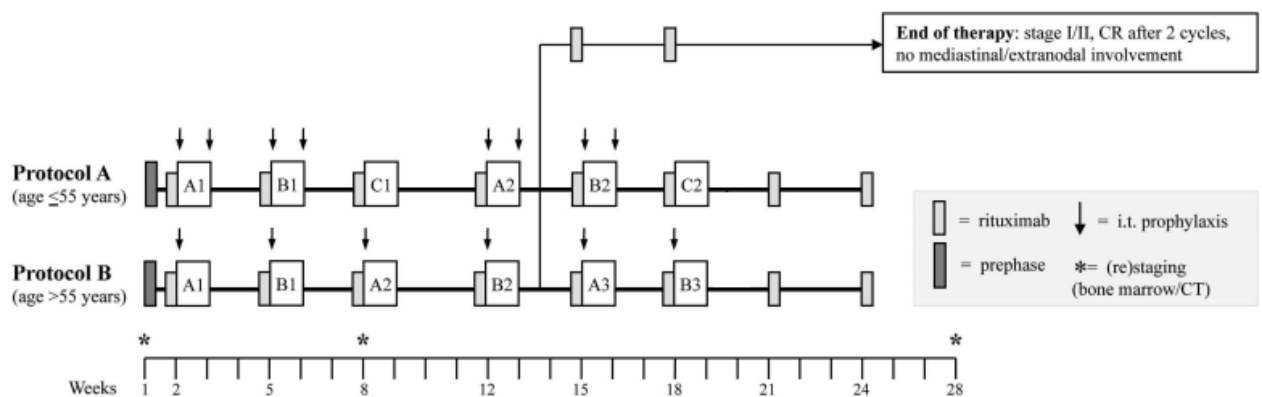 End of therapy: stage I/II, CR after 2 cycles,
no mediastinal/extranodal involvement
Protocol A
(age ≤55 years)
A1 B1 C1 A2 B2 C2
Protocol B
(age >55 years)
A1 B1 A2 B2 A3 B3
= rituximab
= i.t. prophylaxis
= prephase
*= (re)staging
(bone marrow/CT)
* * *
Weeks 1 2 5 8 12 15 18 21 24 28